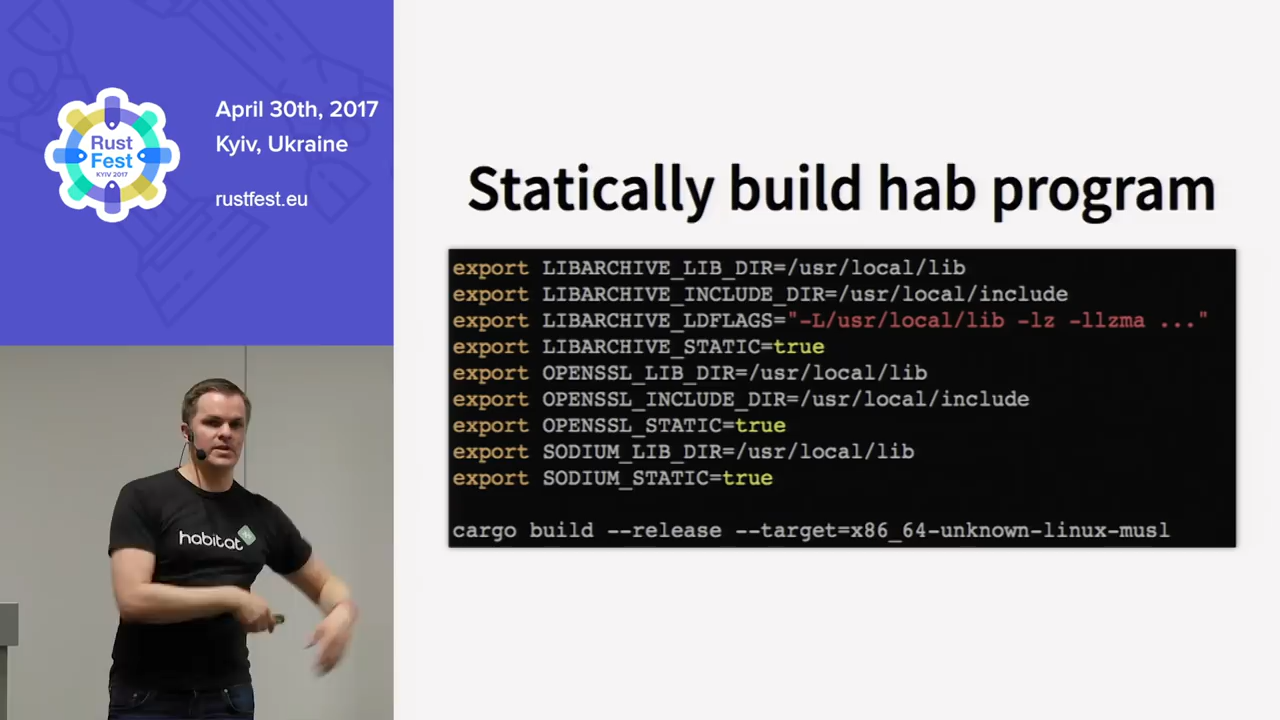 Rust
Fest
KYIV 2017
April 30th, 2017
Kyiv, Ukraine
rustfest.eu
habitat
Statically build hab program
export LIBARCHIVE_LIB_DIR=/usr/local/lib
export LIBARCHIVE_INCLUDE_DIR=/usr/local/include
export LIBARCHIVE_LDFLAGS="-L/usr/local/lib -lz -llzma ..."
export LIBARCHIVE_STATIC=true
export OPENSSL_LIB_DIR=/usr/local/lib
export OPENSSL_INCLUDE_DIR=/usr/local/include
export OPENSSL_STATIC=true
export SODIUM_LIB_DIR=/usr/local/lib
export SODIUM_STATIC=true
cargo build --release --target=x86_64-unknown-linux-musl